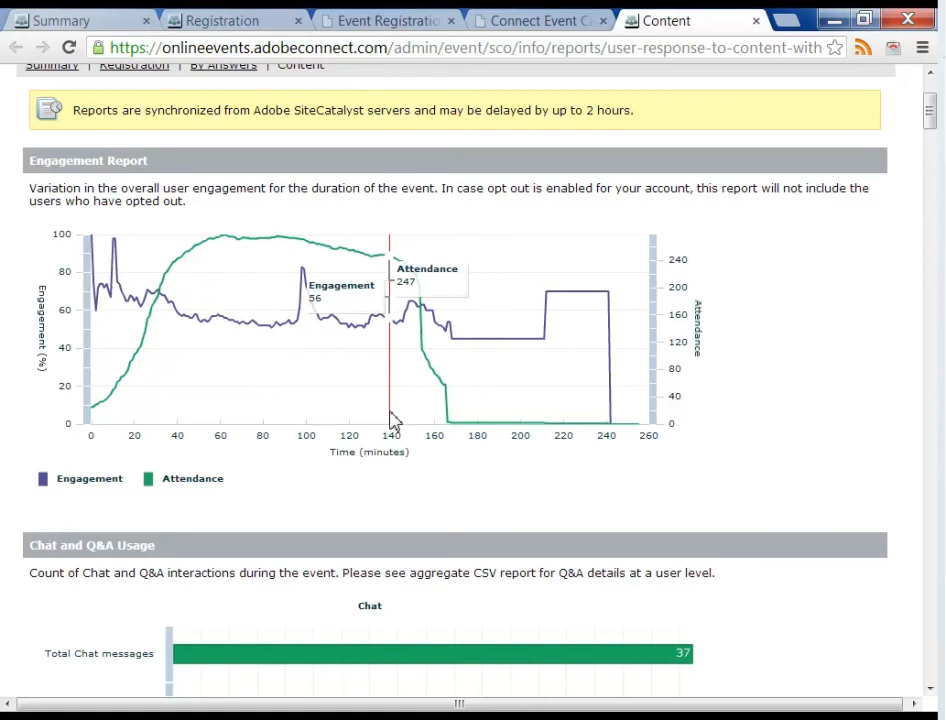 Summary
Registration
Event Registratio
Connect Event C
Content
https://onlineevents.adobeconnect.com/admin/event/sco/info/reports/user-response-to-content-with
Summary | Registration | By Answers | Content
Reports are synchronized from Adobe SiteCatalyst servers and may be delayed by up to 2 hours.
Engagement Report
Variation in the overall user engagement for the duration of the event. In case opt out is enabled for your account, this report will not include the
users who have opted out.
100
80
60
40
20
0
Engagement (%)
Engagement
56
Attendance
247
240
200
160
120
80
40
0
Attendance
0 20 40 60 80 100 120 140 160 180 200 220 240 260
Time (minutes)
Engagement Attendance
Chat and Q&A Usage
Count of Chat and Q&A interactions during the event. Please see aggregate CSV report for Q&A details at a user level.
Chat
Total Chat messages 37